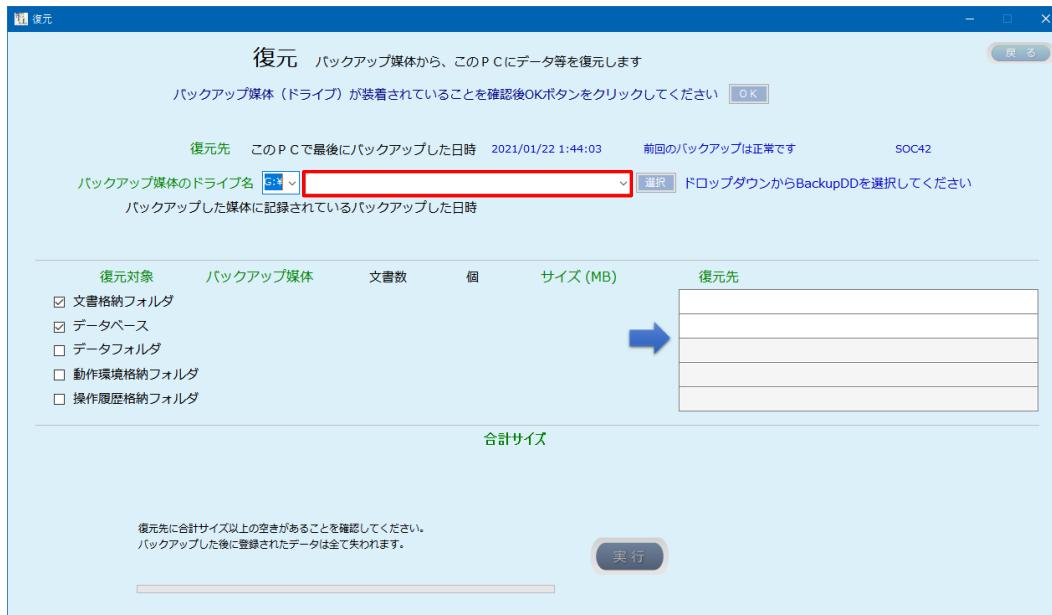 復元
戻る
復元 バックアップ媒体から、このＰＣにデータ等を復元します
バックアップ媒体（ドライブ）が装着されていることを確認後OKボタンをクリックしてください OK
復元先 このＰＣで最後にバックアップした日時 2021/01/22 1:44:03 前回のバックアップは正常です SOC42
バックアップ媒体のドライブ名 G:¥ 選択 ドロップダウンからBackupDDを選択してください
バックアップした媒体に記録されているバックアップした日時
復元対象 バックアップ媒体 文書数 個 サイズ (MB) 復元先
文書格納フォルダ
データベース
データフォルダ
動作環境格納フォルダ
操作履歴格納フォルダ
合計サイズ
復元先に合計サイズ以上の空きがあることを確認してください。
バックアップした後に登録されたデータは全て失われます。
実行